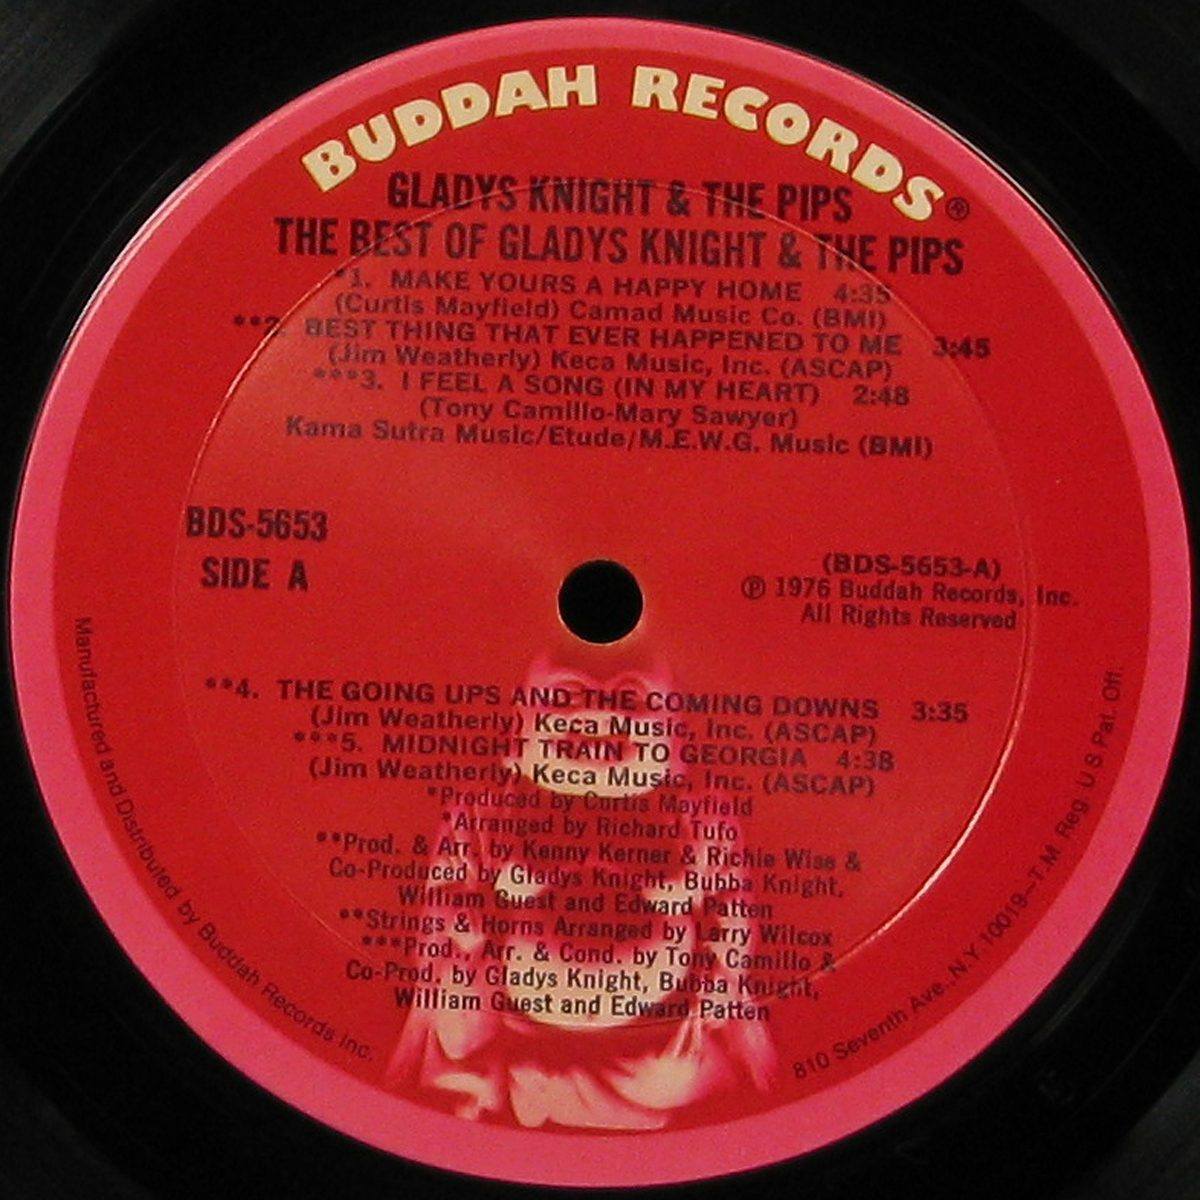 BUDDAH RECORDS®
GLADYS KNIGHT & THE PIPS
THE BEST OF GLADYS KNIGHT & THE PIPS
*1. MAKE YOURS A HAPPY HOME 4:35
(Curtis Mayfield) Camad Music Co. (BMI)
**2. BEST THING THAT EVER HAPPENED TO ME 3:45
(Jim Weatherly) Keca Music, Inc. (ASCAP)
***3. I FEEL A SONG (IN MY HEART) 2:48
(Tony Camillo-Mary Sawyer)
Kama Sutra Music/Etude/M.E.W.G. Music (BMI)
BDS-5653
SIDE A
(BDS-5653-A)
℗ 1976 Buddah Records, Inc.
All Rights Reserved
**4. THE GOING UPS AND THE COMING DOWNS 3:35
(Jim Weatherly) Keca Music, Inc. (ASCAP)
***5. MIDNIGHT TRAIN TO GEORGIA 4:38
(Jim Weatherly) Keca Music, Inc. (ASCAP)
*Produced by Curtis Mayfield
*Arranged by Richard Tufo
**Prod. & Arr. by Kenny Kerner & Richie Wise &
Co-Produced by Gladys Knight, Bubba Knight,
William Guest and Edward Patten
**Strings & Horns Arranged by Larry Wilcox
***Prod., Arr. & Cond. by Tony Camillo &
Co-Prod. by Gladys Knight, Bubba Knight,
William Guest and Edward Patten
Manufactured and Distributed by Buddah Records Inc.
810 Seventh Ave., N.Y. 10019–T.M. Reg. U S Pat. Off.